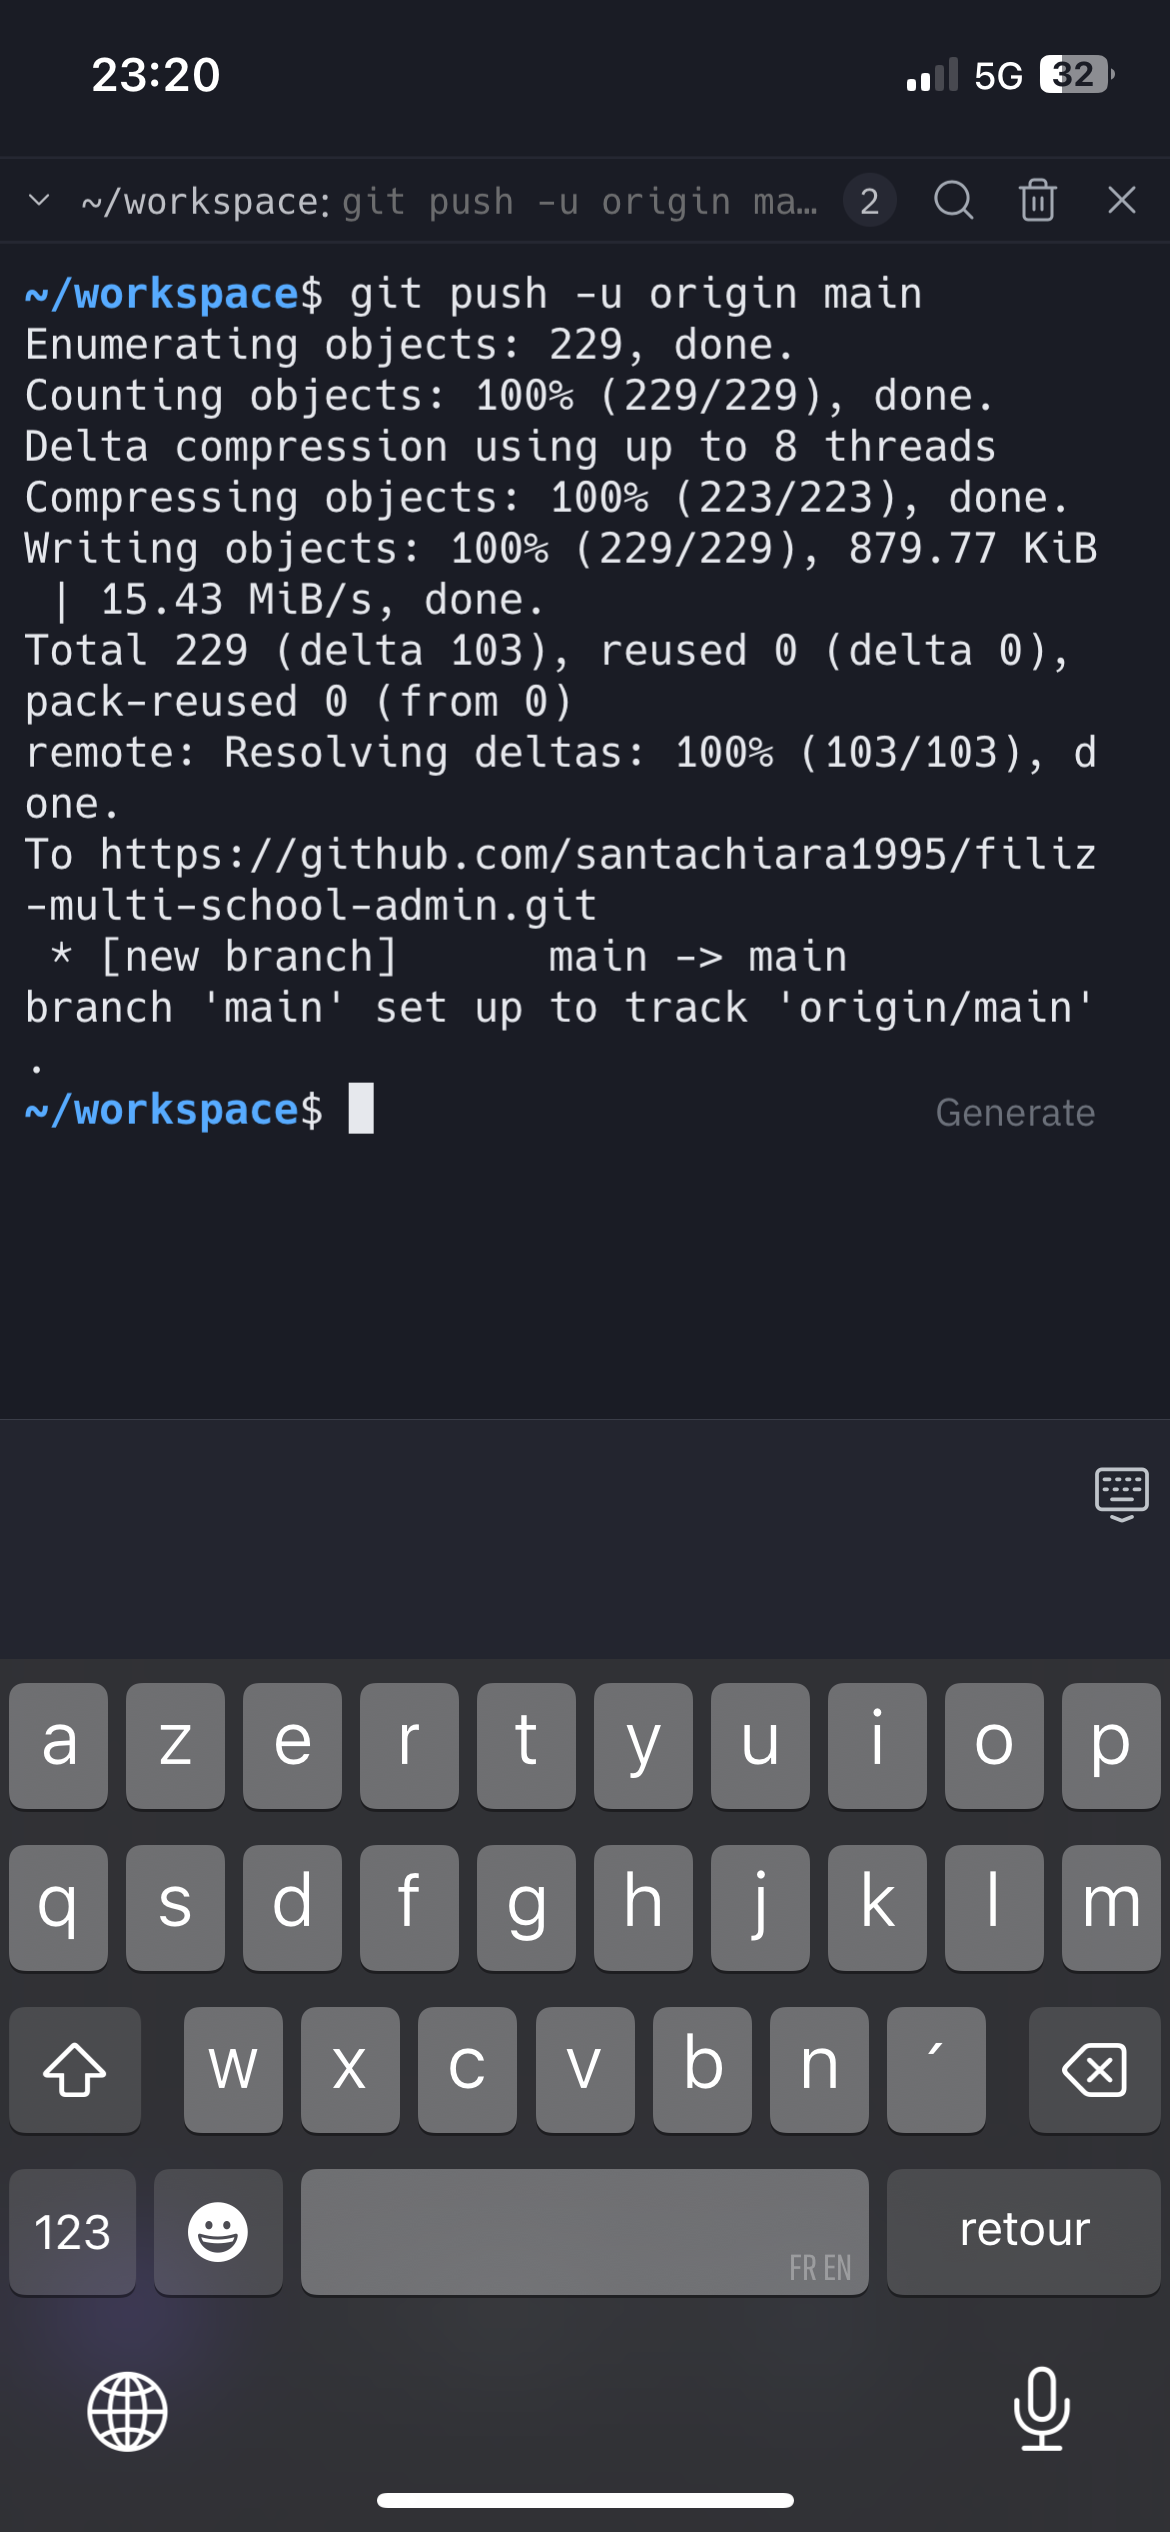 23:20
5G
32
~/workspace: git push -u origin ma...
2
~/workspace$ git push -u origin main
Enumerating objects: 229, done.
Counting objects: 100% (229/229), done.
Delta compression using up to 8 threads
Compressing objects: 100% (223/223), done.
Writing objects: 100% (229/229), 879.77 KiB
 | 15.43 MiB/s, done.
Total 229 (delta 103), reused 0 (delta 0),
pack-reused 0 (from 0)
remote: Resolving deltas: 100% (103/103), d
one.
To https://github.com/santachiara1995/filiz
-multi-school-admin.git
 * [new branch]      main -> main
branch 'main' set up to track 'origin/main'
.
~/workspace$
Generate
a z e r t y u i o p
q s d f g h j k l m
w x c v b n ´
123
FR EN
retour